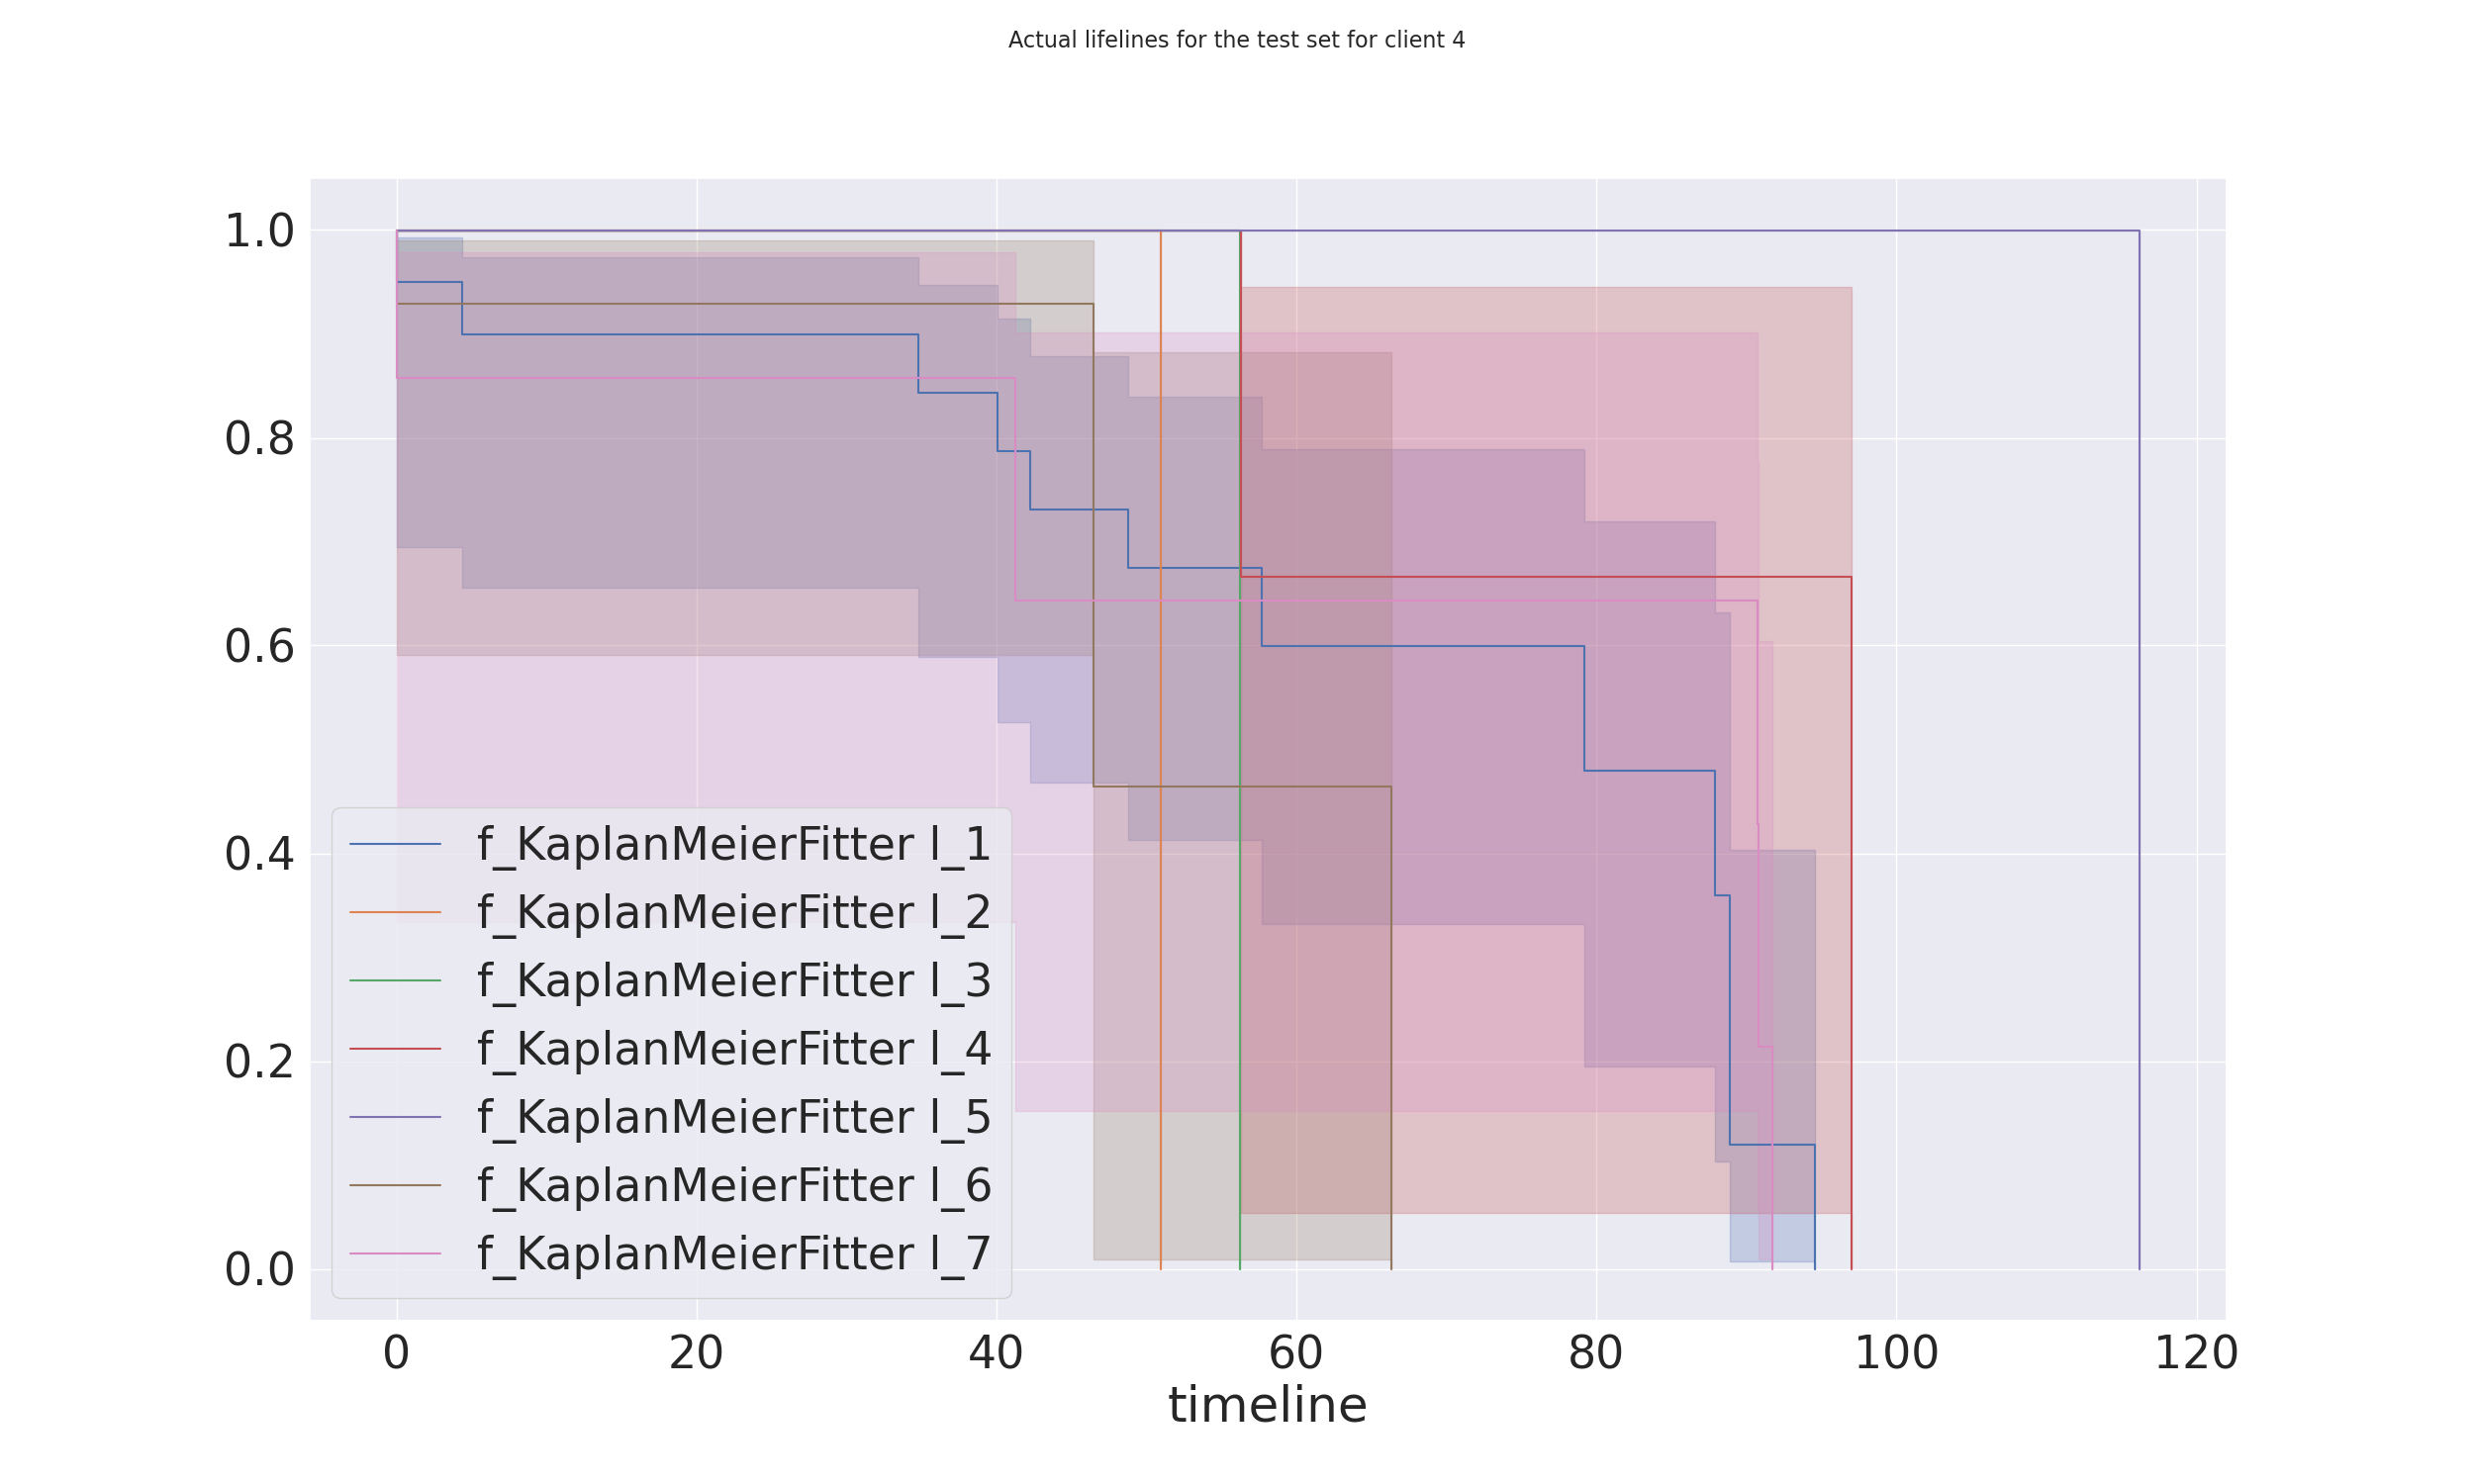 Actual lifelines for the test set for client 4
1.0
0.8
0.6
0.4
0.2
0.0
f_KaplanMeierFitter l_1
f_KaplanMeierFitter l_2
f_KaplanMeierFitter l_3
f_KaplanMeierFitter l_4
f_KaplanMeierFitter l_5
f_KaplanMeierFitter l_6
f_KaplanMeierFitter l_7
0 20 40 60 80 100 120
timeline